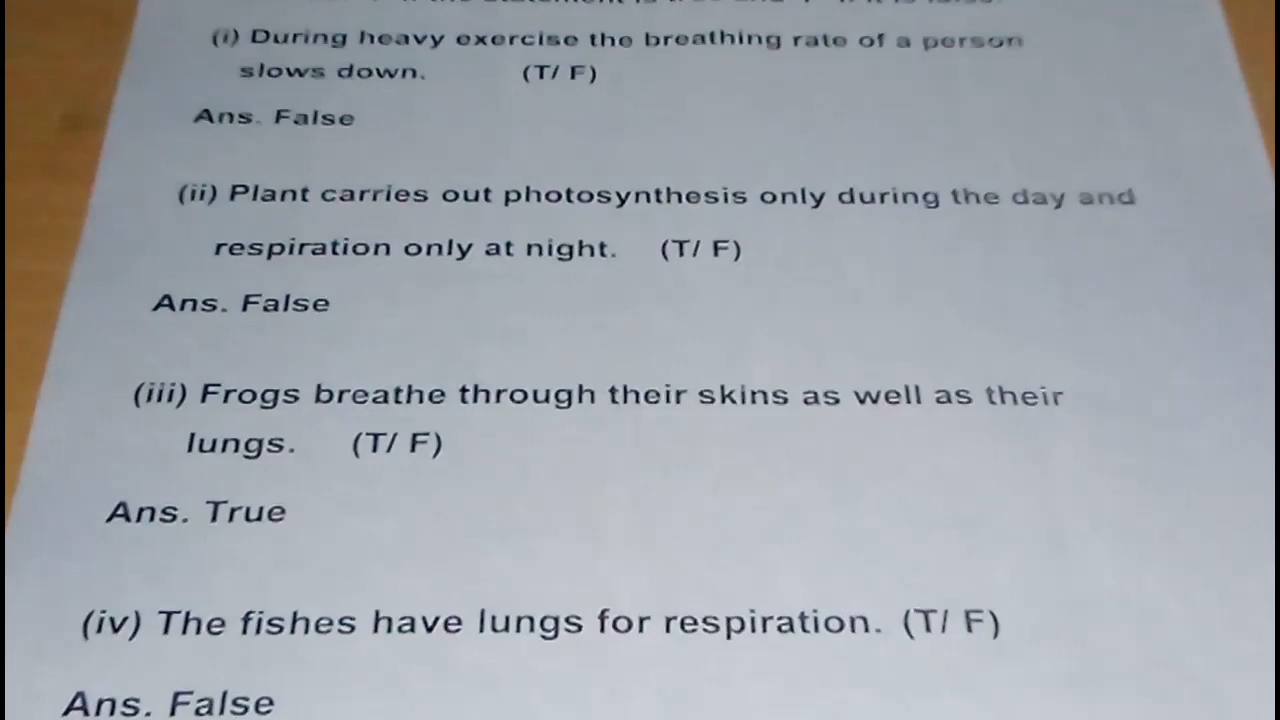 (i) During heavy exercise the breathing rate of a person
slows down. (T/ F)
Ans. False
(ii) Plant carries out photosynthesis only during the day and
respiration only at night. (T/ F)
Ans. False
(iii) Frogs breathe through their skins as well as their
lungs. (T/ F)
Ans. True
(iv) The fishes have lungs for respiration. (T/ F)
Ans. False